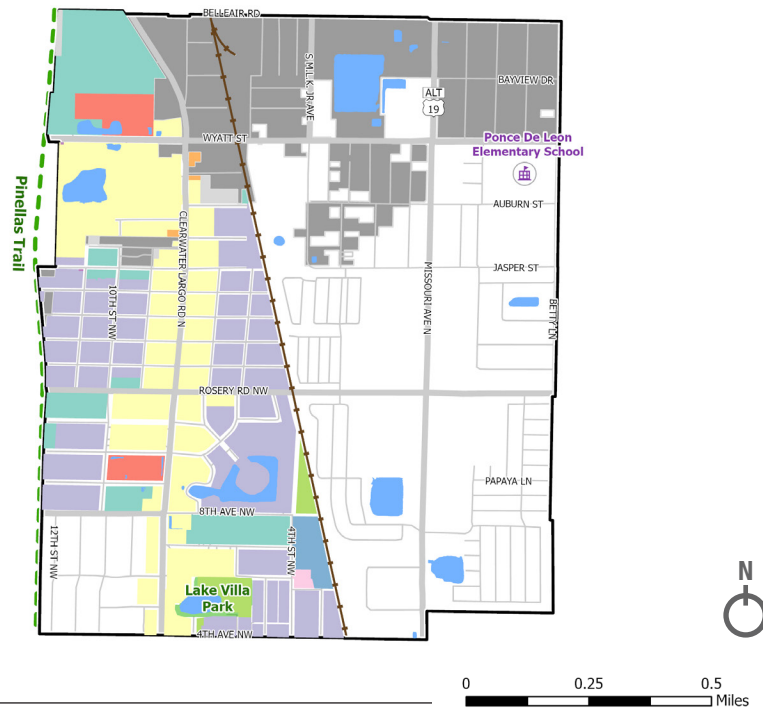 BELLEAIR RD
S M.L.K. JR AVE
BAYVIEW DR
ALT
19
WYATT ST
Ponce De Leon
Elementary School
Pinellas Trail
AUBURN ST
CLEARWATER LARGO RD N
JASPER ST
MISSOURI AVE N
10TH ST NW
BETTY LN
ROSERY RD NW
PAPAYA LN
8TH AVE NW
12TH ST NW
4TH ST NW
Lake Villa
Park
4TH AVE NW
N
0 0.25 0.5
Miles